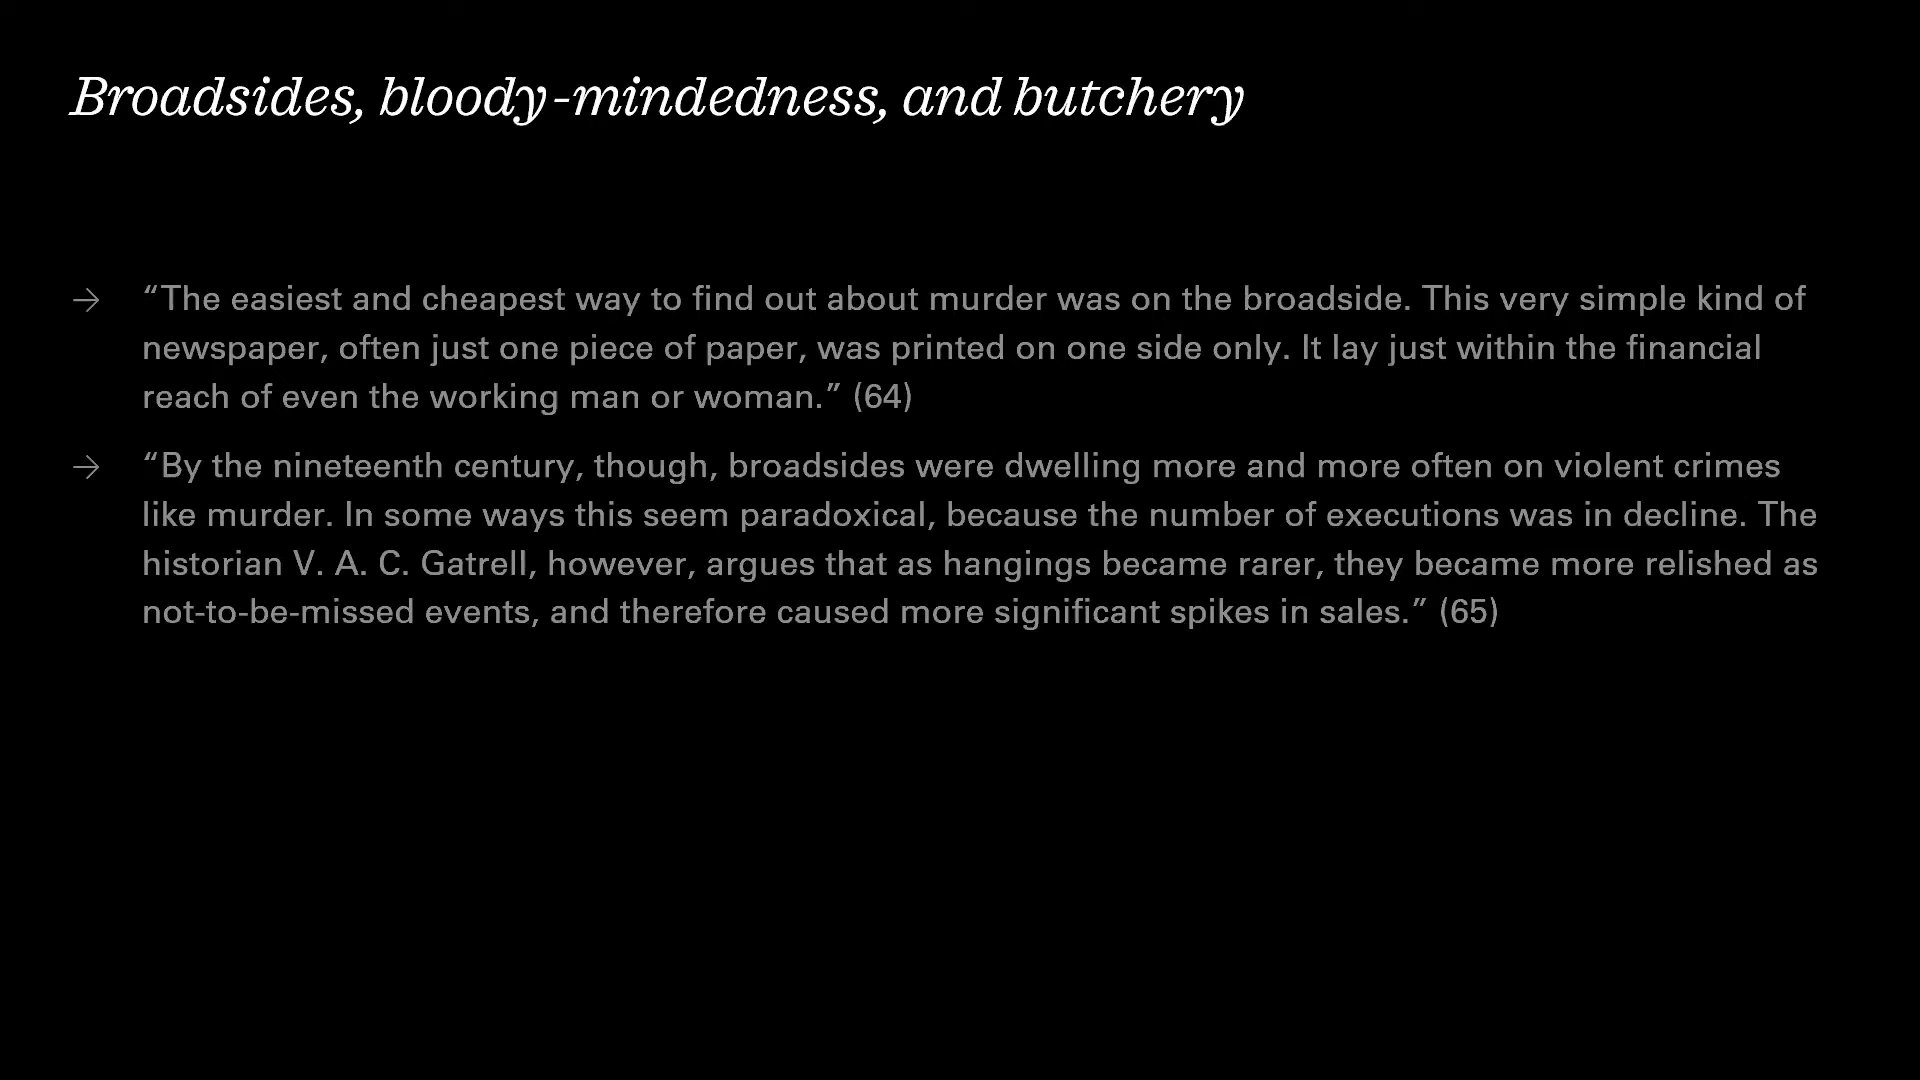 Broadsides, bloody-mindedness, and butchery
→ “The easiest and cheapest way to find out about murder was on the broadside. This very simple kind of
newspaper, often just one piece of paper, was printed on one side only. It lay just within the financial
reach of even the working man or woman.” (64)
→ “By the nineteenth century, though, broadsides were dwelling more and more often on violent crimes
like murder. In some ways this seem paradoxical, because the number of executions was in decline. The
historian V. A. C. Gatrell, however, argues that as hangings became rarer, they became more relished as
not-to-be-missed events, and therefore caused more significant spikes in sales.” (65)